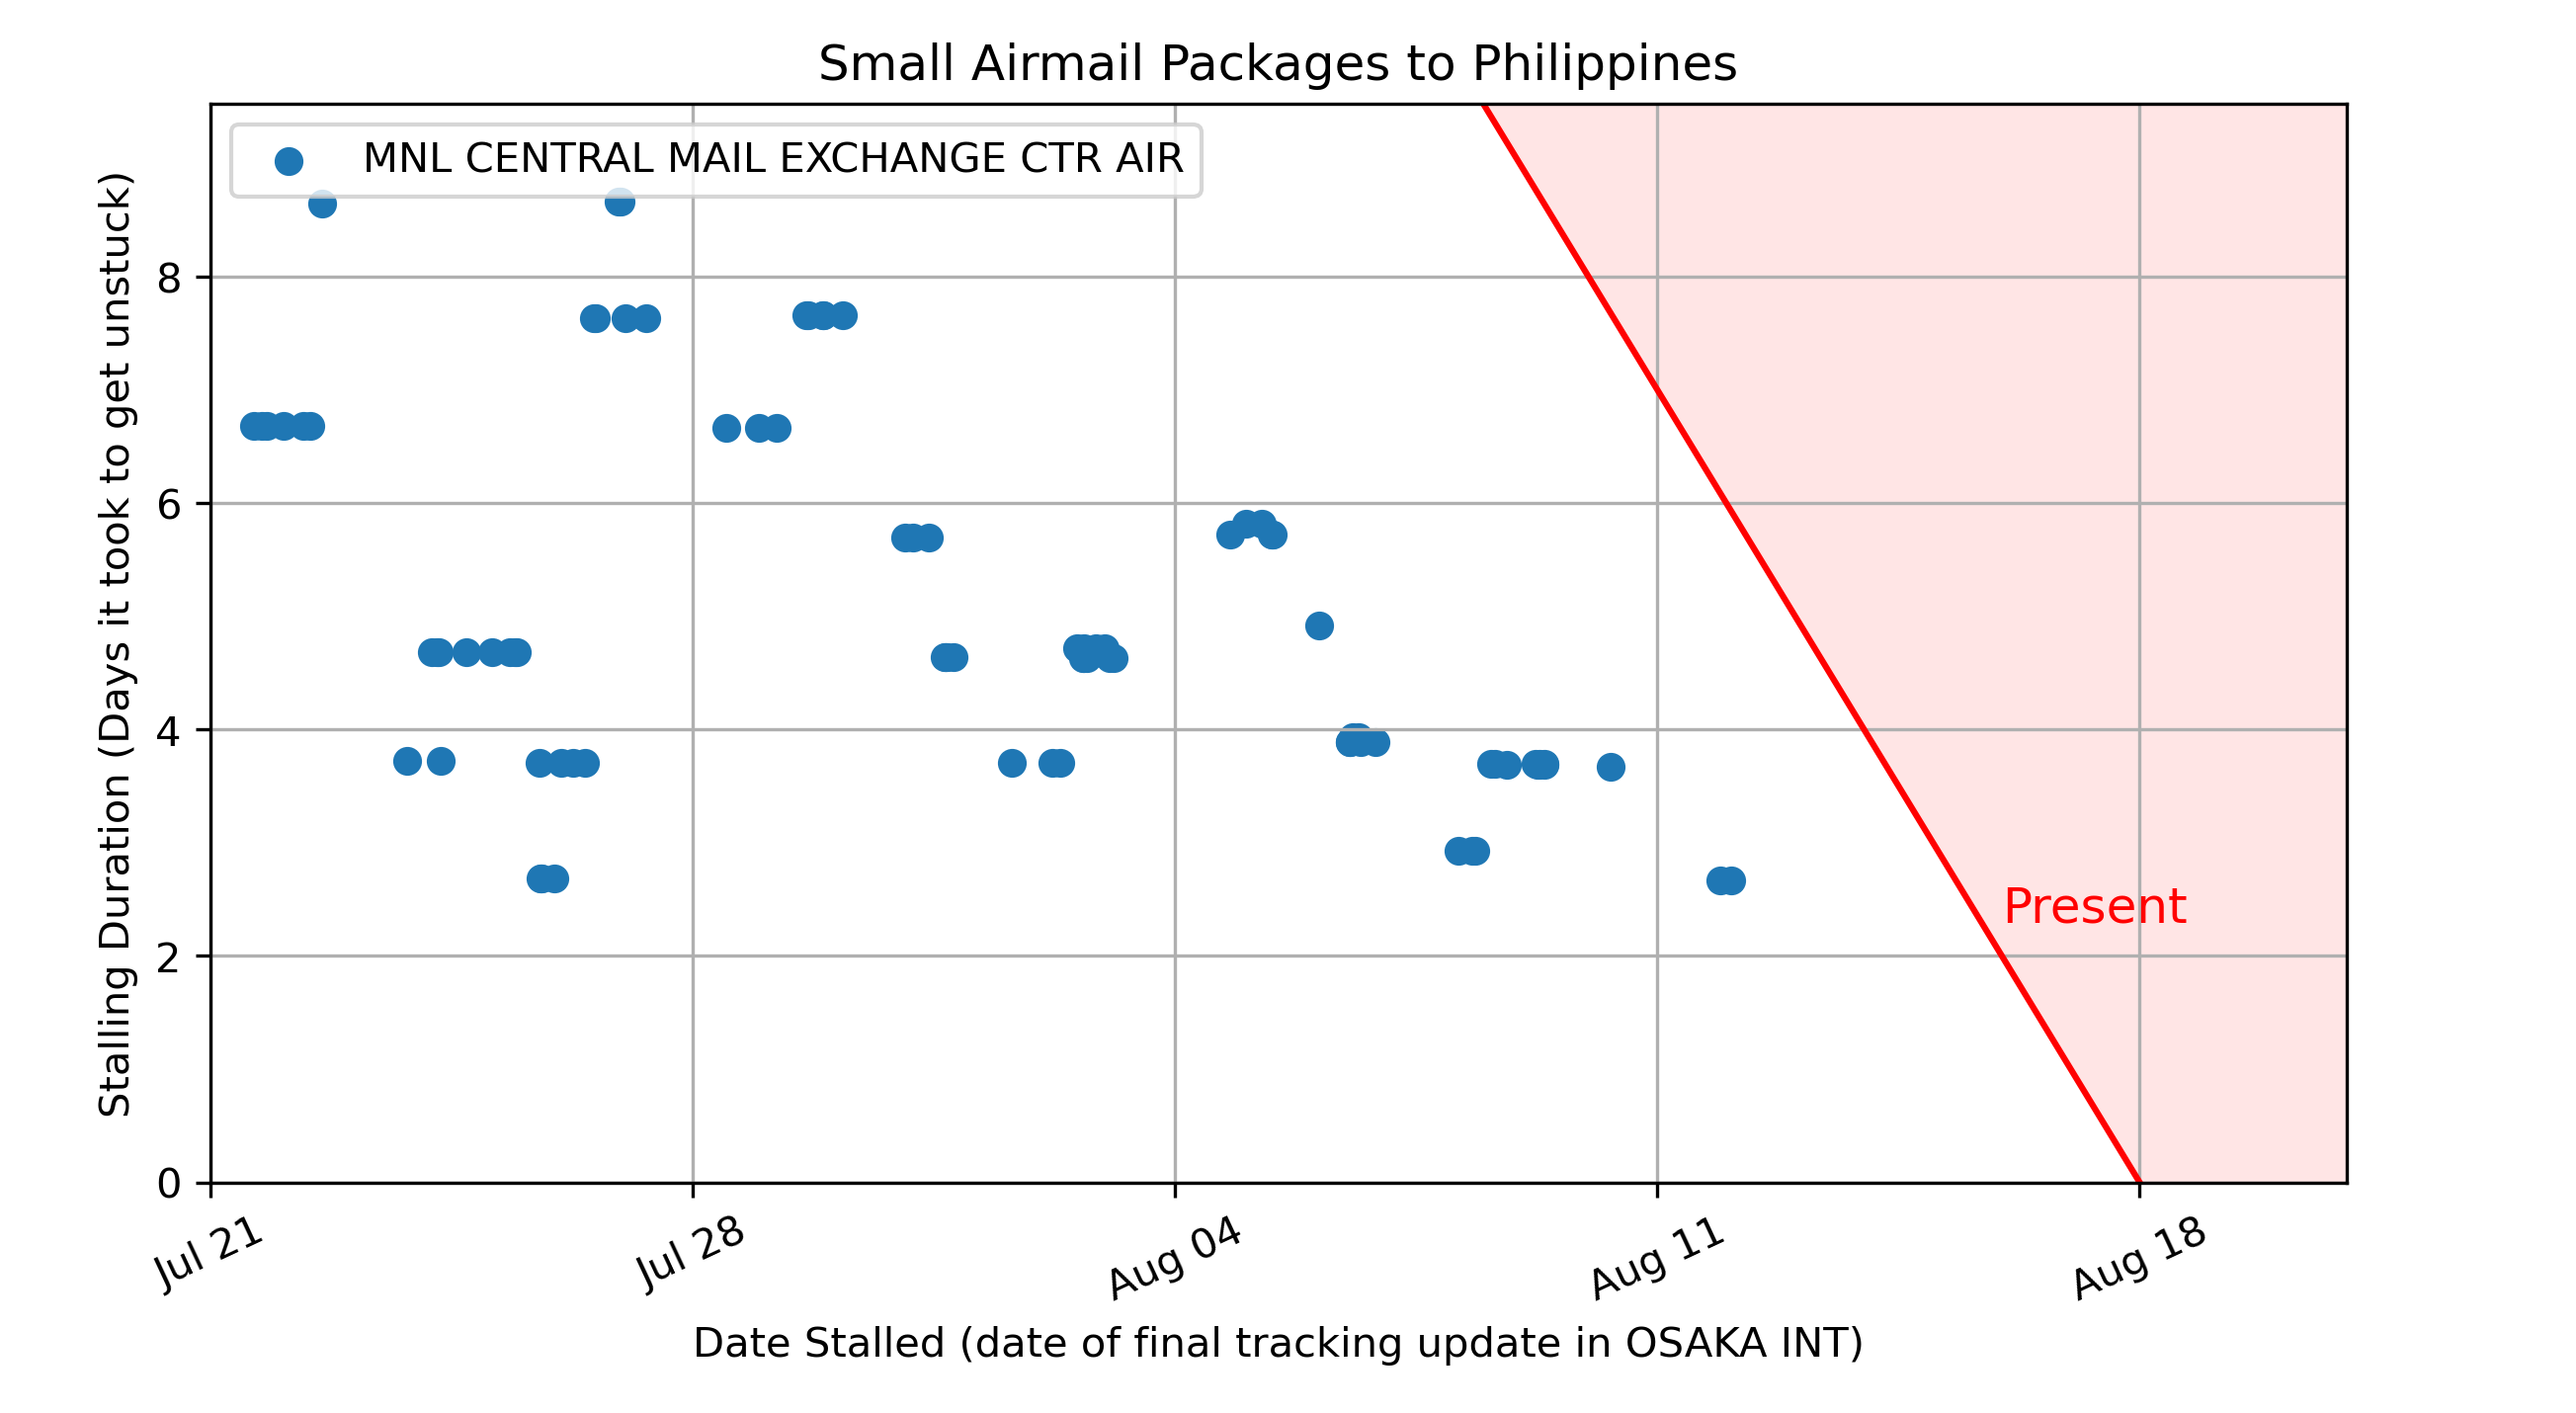 Small Airmail Packages to Philippines
MNL CENTRAL MAIL EXCHANGE CTR AIR
Stalling Duration (Days it took to get unstuck)
8
6
4
2
0
Present
Jul 21
Jul 28
Aug 04
Aug 11
Aug 18
Date Stalled (date of final tracking update in OSAKA INT)